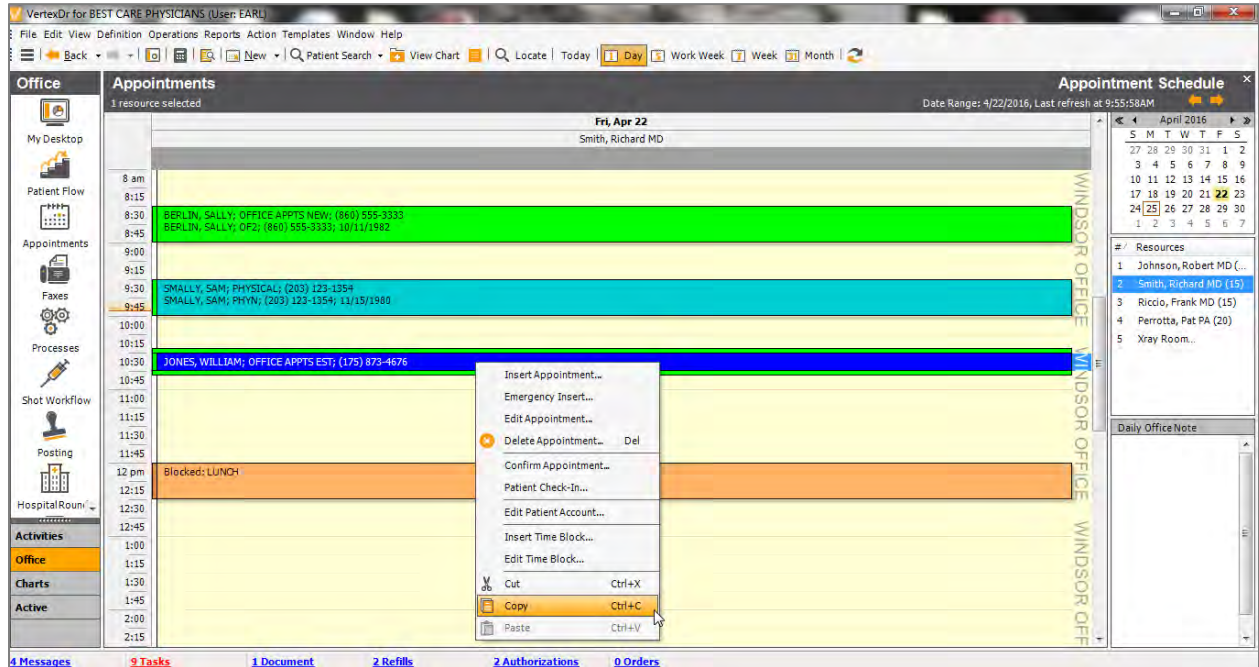 VertexDr for BEST CARE PHYSICIANS (User: EARL)
File Edit View Definition Operations Reports Action Templates Window Help
Back New Patient Search View Chart Locate Today Day Work Week Week Month
Office
My Desktop
Patient Flow
Appointments
Faxes
Processes
Shot Workflow
Posting
Hospital Roun
Activities
Office
Charts
Active
Appointments
1 resource selected
Appointment Schedule
Date Range: 4/22/2016, Last refresh at 9:55:58AM
Fri, Apr 22
Smith, Richard MD
8 am
8:15
8:30 BERLIN, SALLY; OFFICE APPTS NEW; (860) 555-3333
BERLIN, SALLY; OF2; (860) 555-3333; 10/11/1982
8:45
9:00
9:15
9:30 SMALLY, SAM; PHYSICAL; (203) 123-1354
SMALLY, SAM; PHYN; (203) 123-1354; 11/15/1980
9:45
10:00
10:15
10:30 JONES, WILLIAM; OFFICE APPTS EST; (175) 873-4676
10:45
11:00
11:15
11:30
11:45
12 pm Blocked: LUNCH
12:15
12:30
12:45
1:00
1:15
1:30
1:45
2:00
2:15
WINDSOR OFFICE
WINDSOR OFFICE
WINDSOR OFF
Insert Appointment...
Emergency Insert...
Edit Appointment...
Delete Appointment... Del
Confirm Appointment...
Patient Check-In...
Edit Patient Account...
Insert Time Block...
Edit Time Block...
Cut Ctrl+X
Copy Ctrl+C
Paste Ctrl+V
April 2016
S M T W T F S
27 28 29 30 31 1 2
3 4 5 6 7 8 9
10 11 12 13 14 15 16
17 18 19 20 21 22 23
24 25 26 27 28 29 30
1 2 3 4 5 6 7
# Resources
1 Johnson, Robert MD (...
2 Smith, Richard MD (15)
3 Riccio, Frank MD (15)
4 Perrotta, Pat PA (20)
5 Xray Room...
Daily Office Note
4 Messages 9 Tasks 1 Document 2 Refills 2 Authorizations 0 Orders